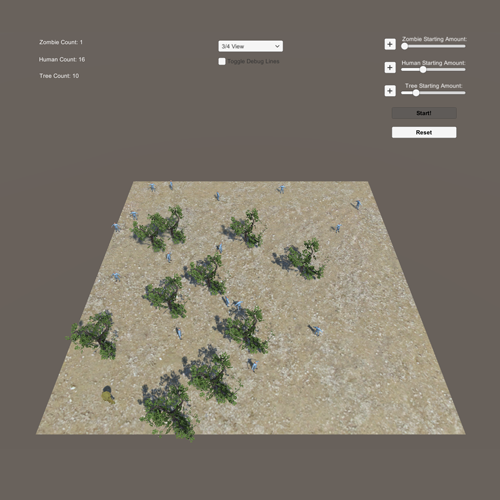 Zombie Count: 1
Human Count: 16
Tree Count: 10
3/4 View
Toggle Debug Lines
Zombie Starting Amount:
+
Human Starting Amount:
+
Tree Starting Amount:
+
Start!
Reset